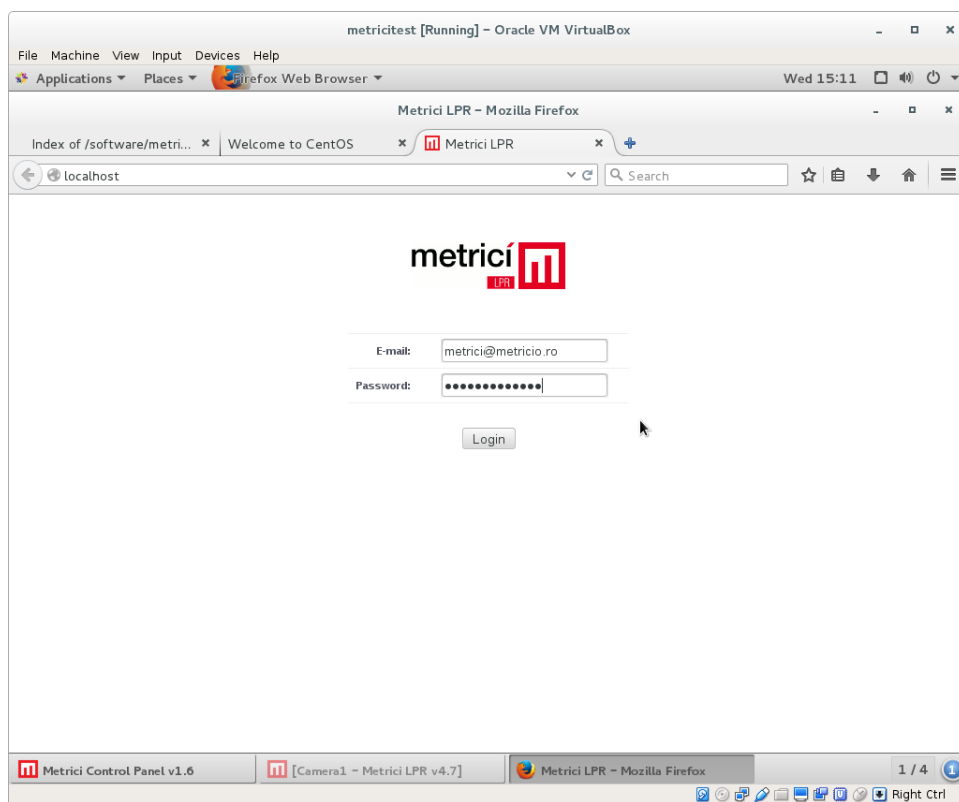 metricitest [Running] - Oracle VM VirtualBox
File Machine View Input Devices Help
Applications Places Firefox Web Browser Wed 15:11
Metrici LPR - Mozilla Firefox
Index of /software/metri... Welcome to CentOS Metrici LPR
localhost Search
metricí
LPR
E-mail: metrici@metricio.ro
Password: •••••••••••••
Login
Metrici Control Panel v1.6 [Camera1 - Metrici LPR v4.7] Metrici LPR - Mozilla Firefox 1 / 4 1
Right Ctrl